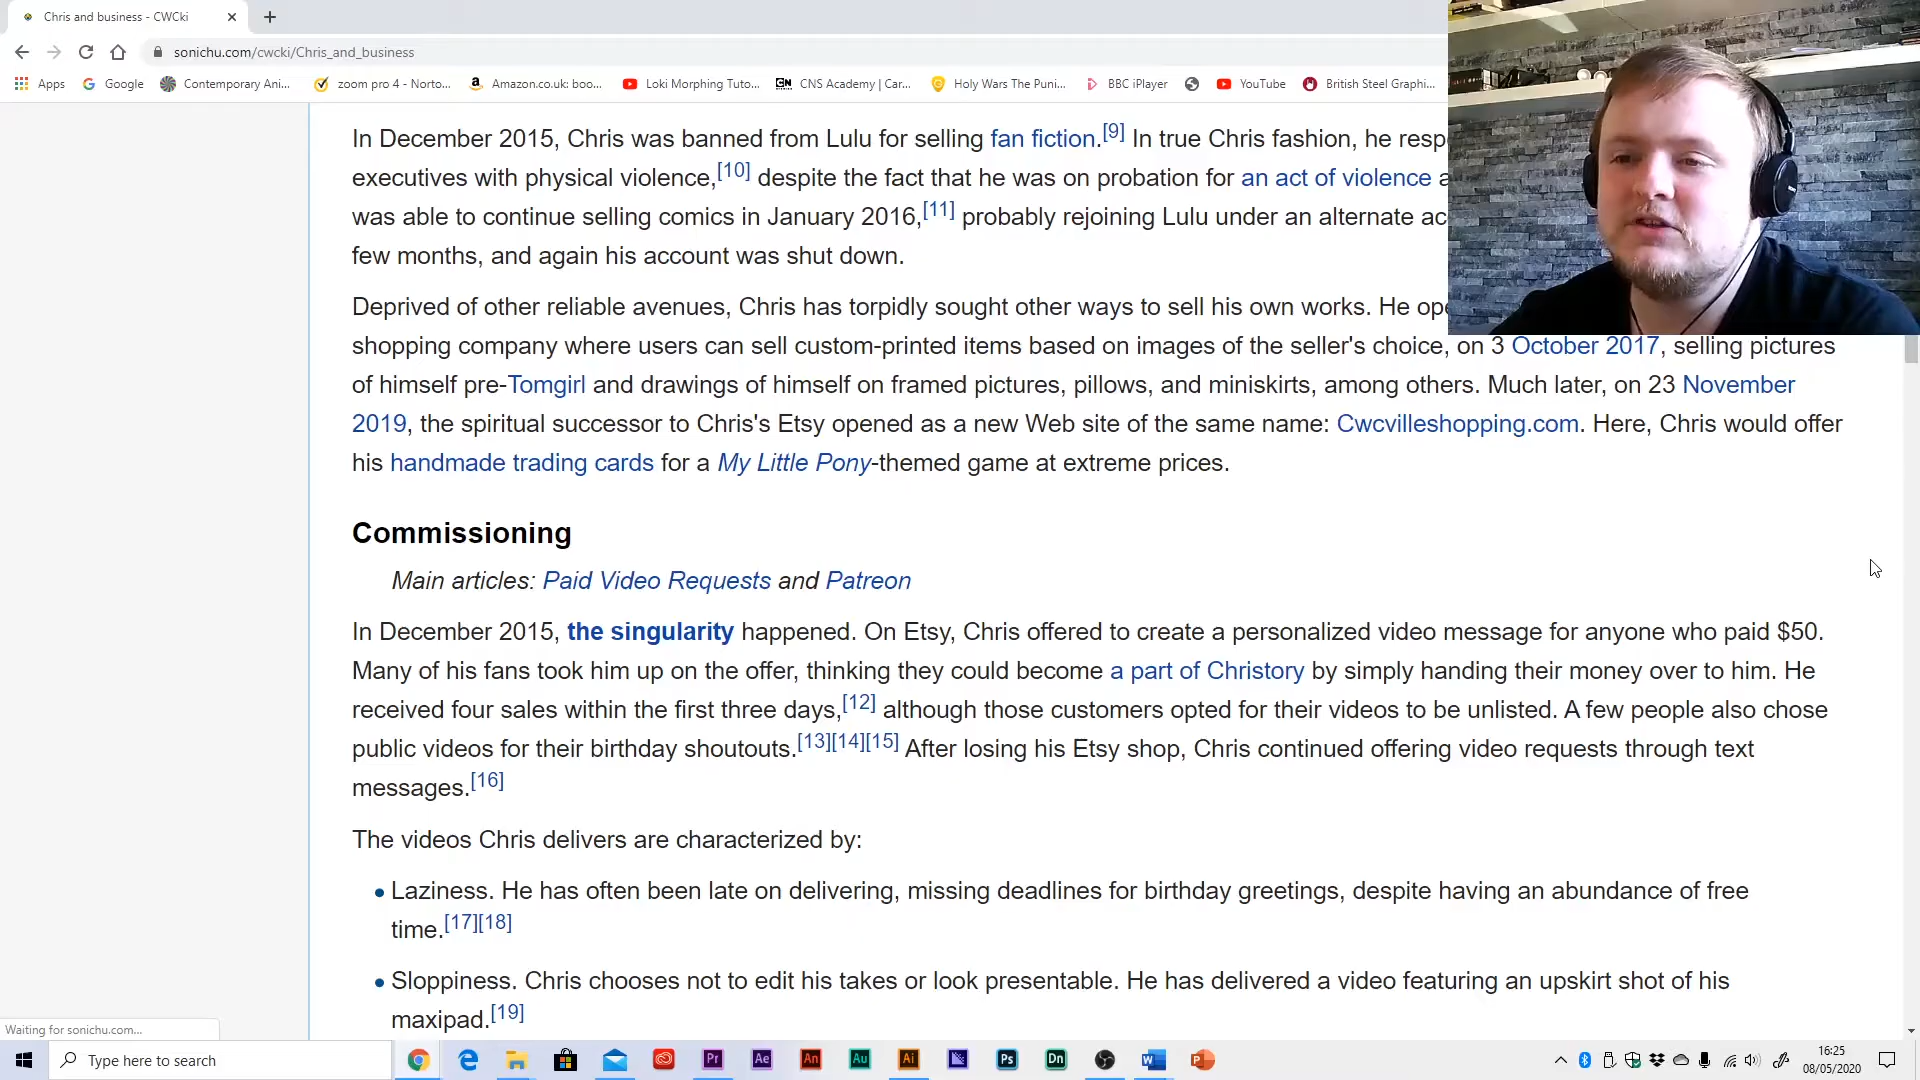 Chris and business - CWCki
sonichu.com/cwcki/Chris_and_business
Apps Google Contemporary Ani... zoom pro 4 - Norto... Amazon.co.uk: boo... Loki Morphing Tuto... CNS Academy | Car... Holy Wars The Puni... BBC iPlayer YouTube British Steel Graphi...
In December 2015, Chris was banned from Lulu for selling fan fiction.[9] In true Chris fashion, he resp
executives with physical violence,[10] despite the fact that he was on probation for an act of violence a
was able to continue selling comics in January 2016,[11] probably rejoining Lulu under an alternate ac
few months, and again his account was shut down.
Deprived of other reliable avenues, Chris has torpidly sought other ways to sell his own works. He ope
shopping company where users can sell custom-printed items based on images of the seller's choice, on 3 October 2017, selling pictures
of himself pre-Tomgirl and drawings of himself on framed pictures, pillows, and miniskirts, among others. Much later, on 23 November
2019, the spiritual successor to Chris's Etsy opened as a new Web site of the same name: Cwcvilleshopping.com. Here, Chris would offer
his handmade trading cards for a My Little Pony-themed game at extreme prices.
Commissioning
Main articles: Paid Video Requests and Patreon
In December 2015, the singularity happened. On Etsy, Chris offered to create a personalized video message for anyone who paid $50.
Many of his fans took him up on the offer, thinking they could become a part of Christory by simply handing their money over to him. He
received four sales within the first three days,[12] although those customers opted for their videos to be unlisted. A few people also chose
public videos for their birthday shoutouts.[13][14][15] After losing his Etsy shop, Chris continued offering video requests through text
messages.[16]
The videos Chris delivers are characterized by:
• Laziness. He has often been late on delivering, missing deadlines for birthday greetings, despite having an abundance of free
time.[17][18]
• Sloppiness. Chris chooses not to edit his takes or look presentable. He has delivered a video featuring an upskirt shot of his
maxipad.[19]
Waiting for sonichu.com...
Type here to search
Pr Ae An Au Ai Ps Dn
16:25
08/05/2020